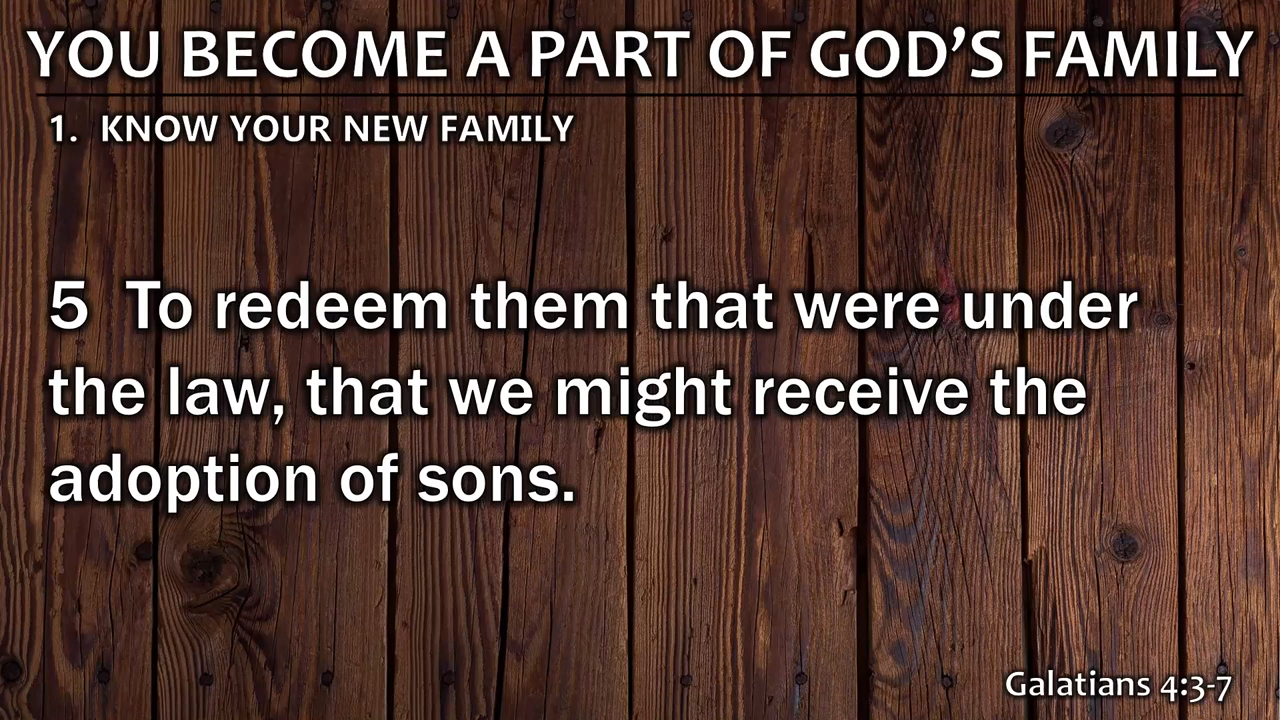 YOU BECOME A PART OF GOD’S FAMILY
1. KNOW YOUR NEW FAMILY
5 To redeem them that were under
the law, that we might receive the
adoption of sons.
Galatians 4:3-7